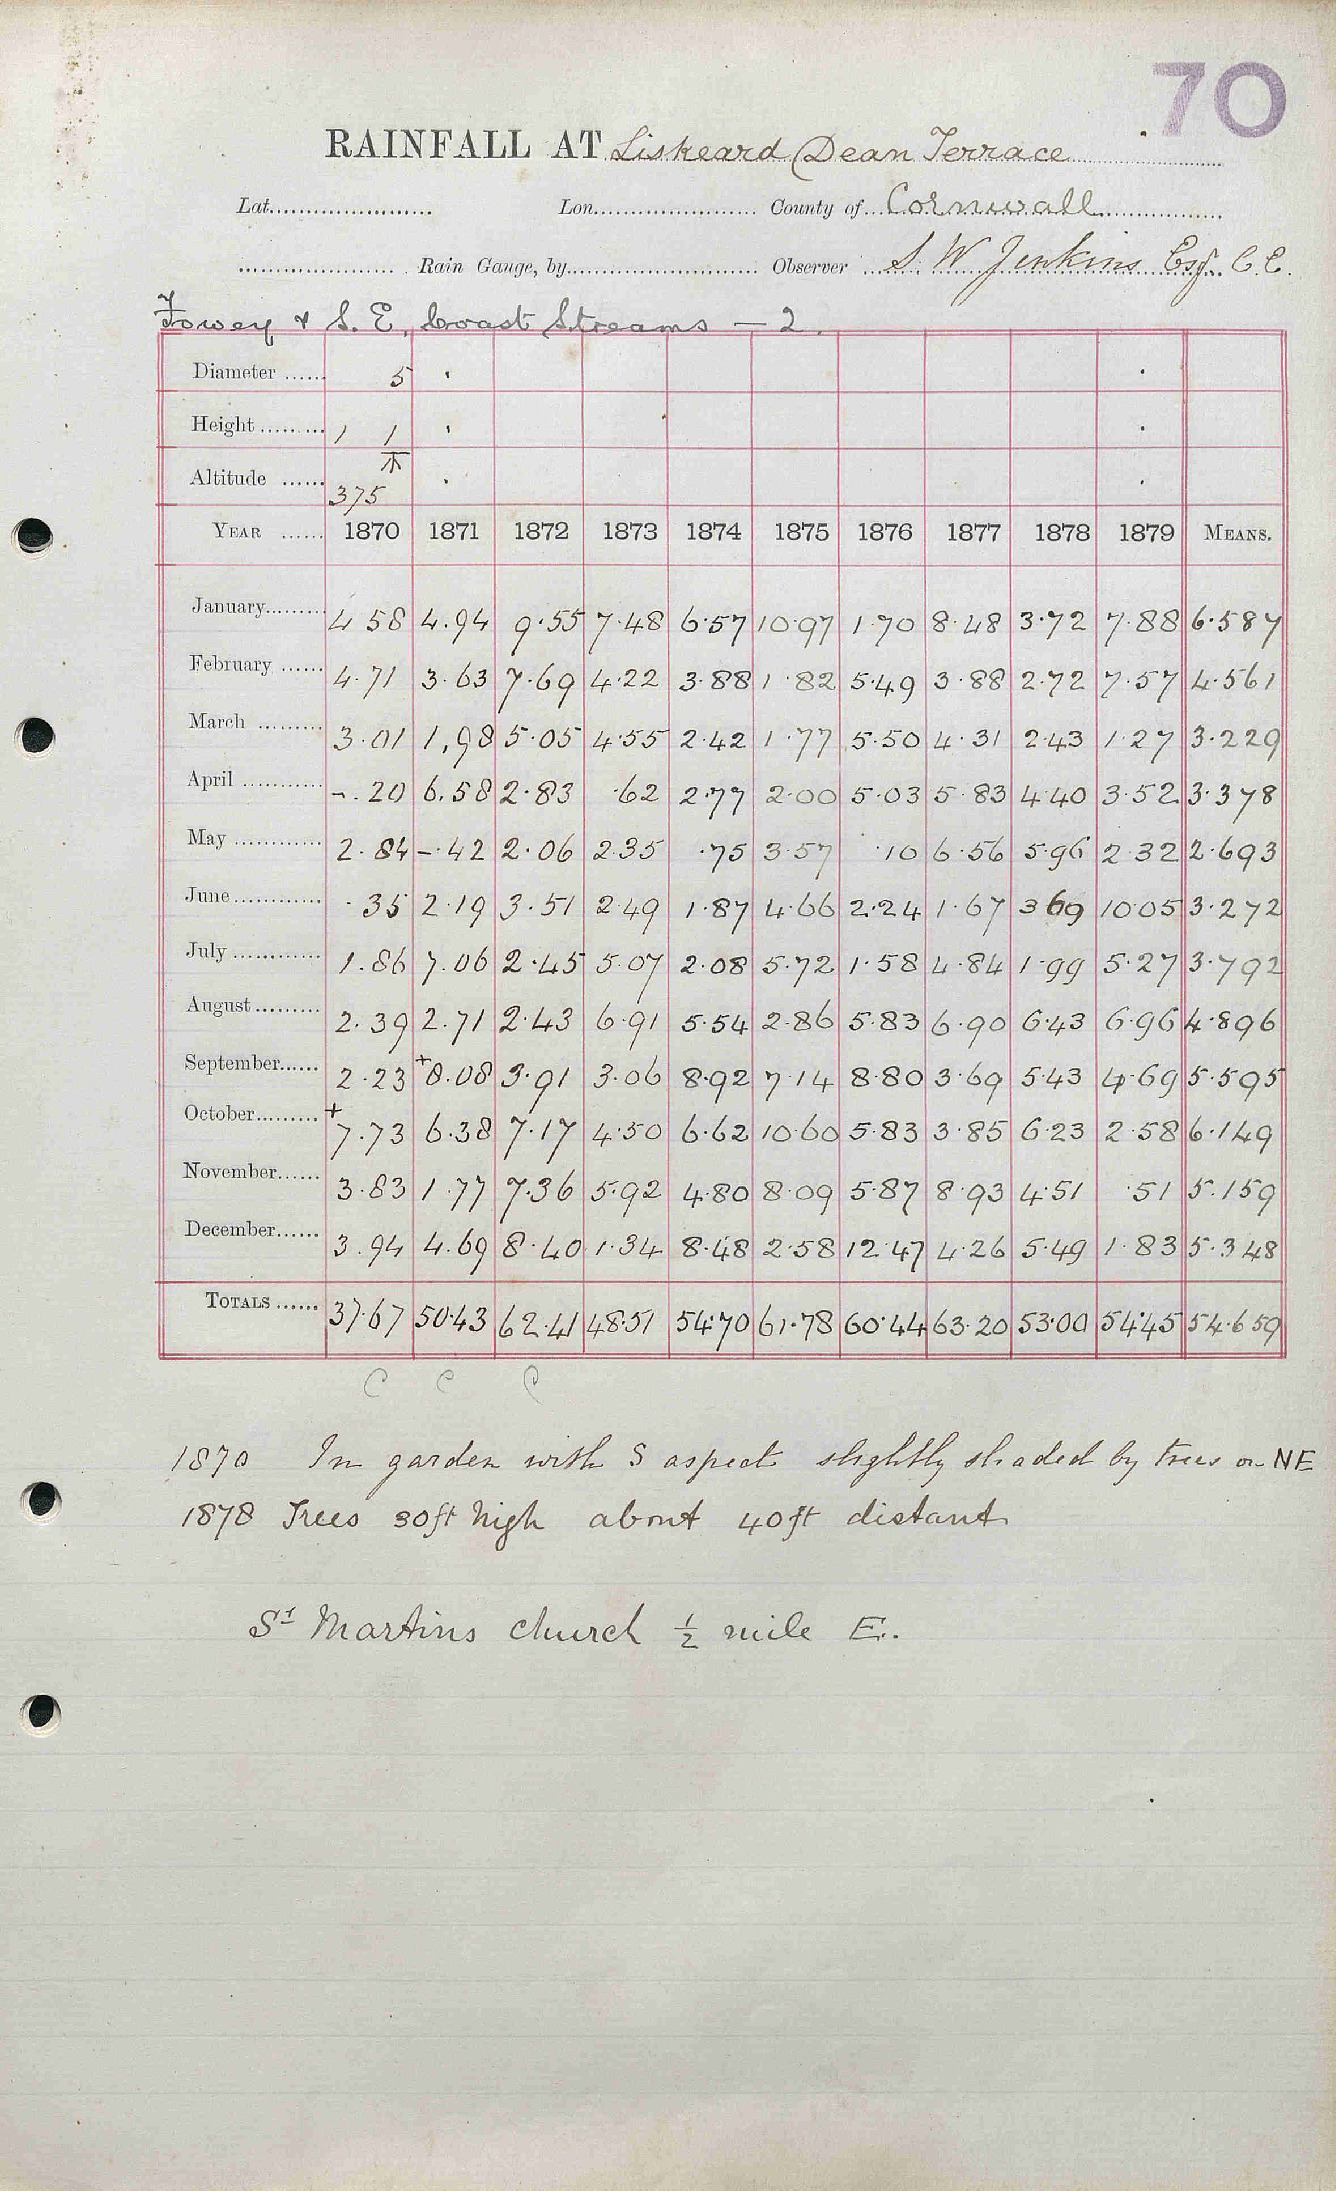 70
RAINFALL AT Liskeard (Dean Terrace
Lat. Lon. County of Cornwall
Rain Gauge, by Observer S. W Jenkins Esq. C.E.
Fowey & S. E. Coast Streams — 2.
Diameter 5 . .
Height 1 1 . .
Altitude 375 . .
YEAR 1870 1871 1872 1873 1874 1875 1876 1877 1878 1879 MEANS.
January 4 58 4.94 9.55 7.48 6.57 10.97 1.70 8.48 3.72 7.88 6.587
February 4.71 3.63 7.69 4.22 3.88 1.82 5.49 3.88 2.72 7.57 4.561
March 3.01 1,98 5.05 4.55 2.42 1.77 5.50 4.31 2.43 1.27 3.229
April -.20 6.58 2.83 .62 2.77 2.00 5.03 5.83 4.40 3.52 3.378
May 2.84 -.42 2.06 2.35 .75 3.57 .10 6.56 5.96 2.32 2.693
June .35 2.19 3.51 2.49 1.87 4.66 2.24 1.67 3 69 10.05 3.272
July 1.86 7.06 2.45 5.07 2.08 5.72 1.58 4.84 1.99 5.27 3.792
August 2.39 2.71 2.43 6.91 5.54 2.86 5.83 6.90 6.43 6.96 4.896
September 2.23 +8.08 3.91 3.06 8.92 7.14 8.80 3.69 5.43 4.69 5.595
October +7.73 6.38 7.17 4.50 6.62 10.60 5.83 3.85 6.23 2.58 6.149
November 3.83 1.77 7.36 5.92 4.80 8.09 5.87 8.93 4.51 .51 5.159
December 3.94 4.69 8.40 1.34 8.48 2.58 12.47 4.26 5.49 1.83 5.348
TOTALS 37.67 50.43 62.41 48.51 54.70 61.78 60.44 63.20 53.00 54.45 54.659
C C C
1870 In garden with S aspect slightly shaded by trees on NE
1878 Trees 30ft high about 40ft distant
St Martins church ½ mile E.